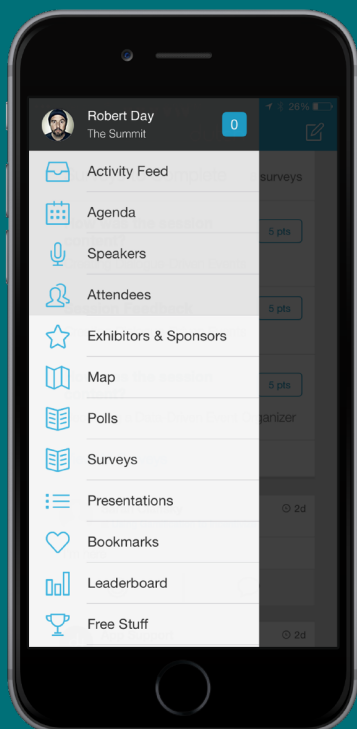 Robert Day
The Summit
0
26%
Activity Feed
surveys
Agenda
5 pts
Speakers
Attendees
5 pts
Exhibitors & Sponsors
Map
5 pts
Polls
ganizer
Surveys
Presentations
2d
Bookmarks
Leaderboard
Free Stuff
2d